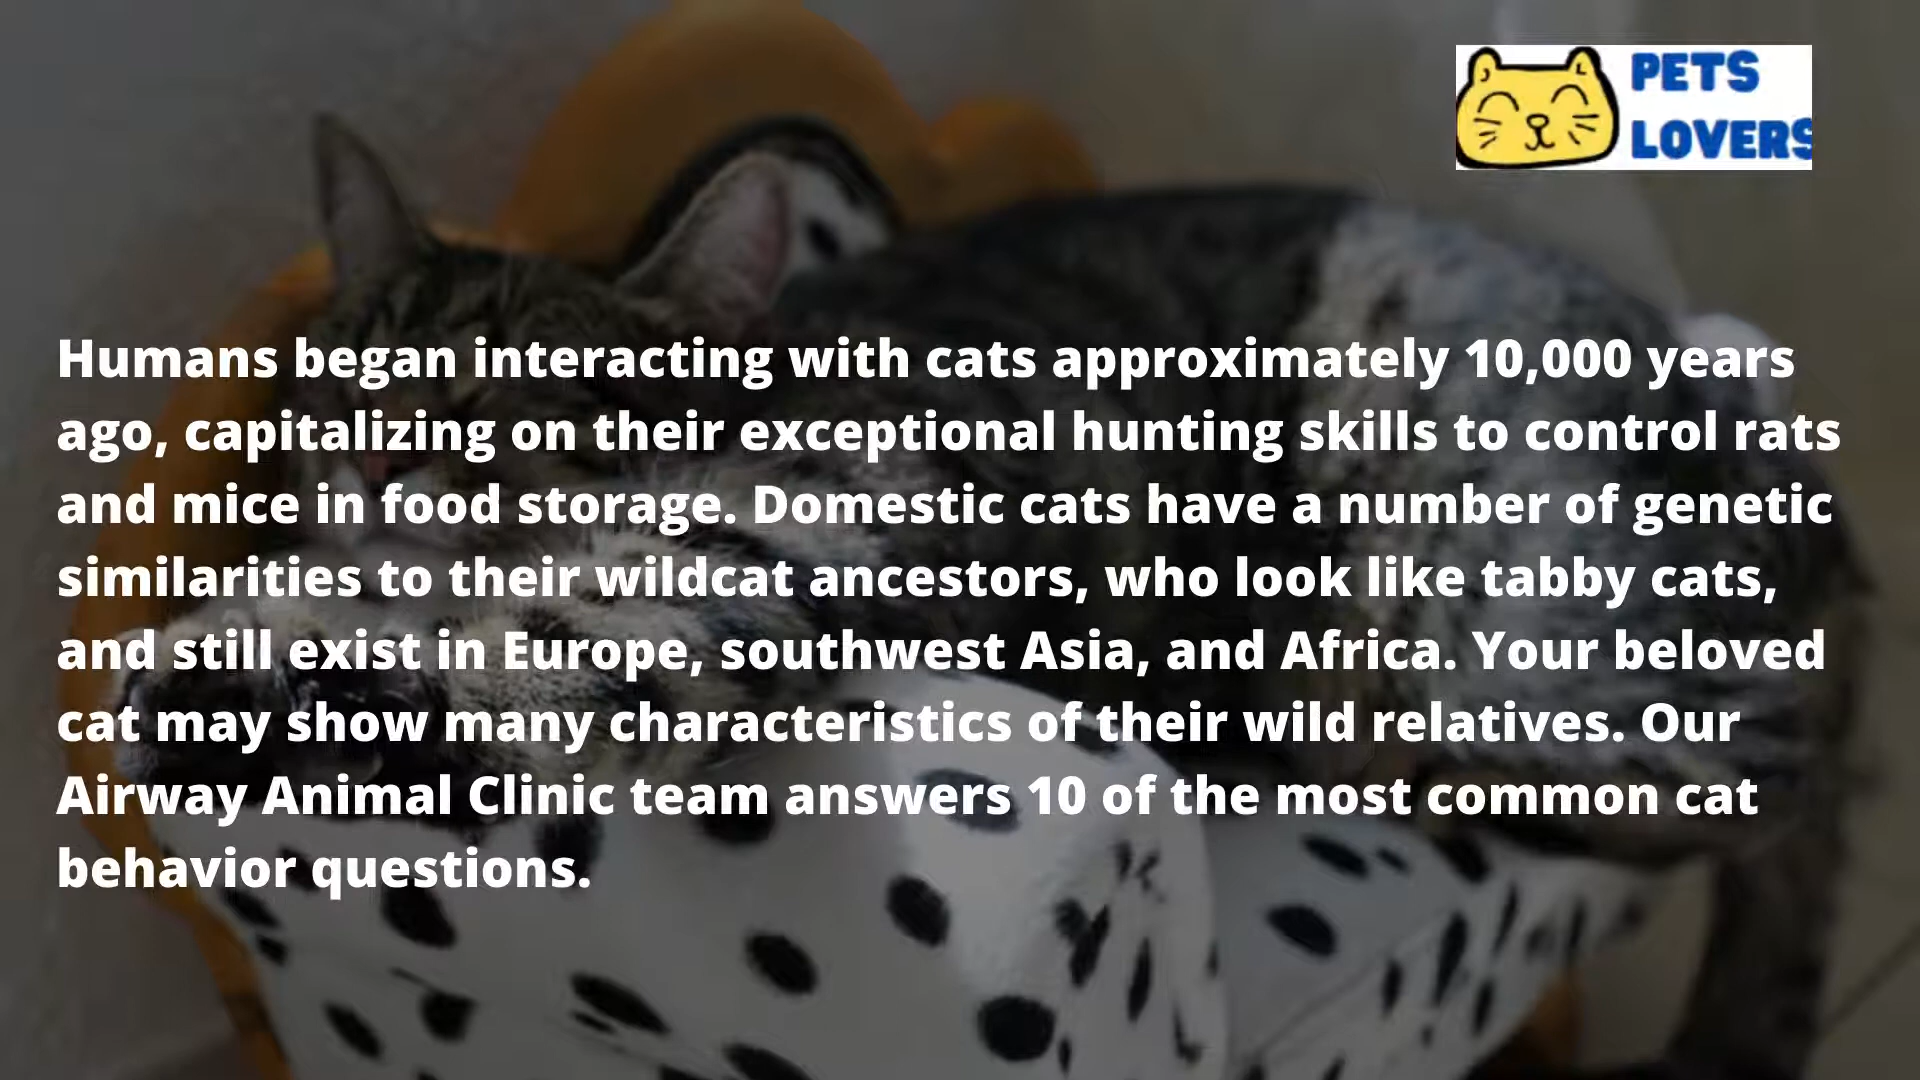 PETS
LOVERS
Humans began interacting with cats approximately 10,000 years
ago, capitalizing on their exceptional hunting skills to control rats
and mice in food storage. Domestic cats have a number of genetic
similarities to their wildcat ancestors, who look like tabby cats,
and still exist in Europe, southwest Asia, and Africa. Your beloved
cat may show many characteristics of their wild relatives. Our
Airway Animal Clinic team answers 10 of the most common cat
behavior questions.